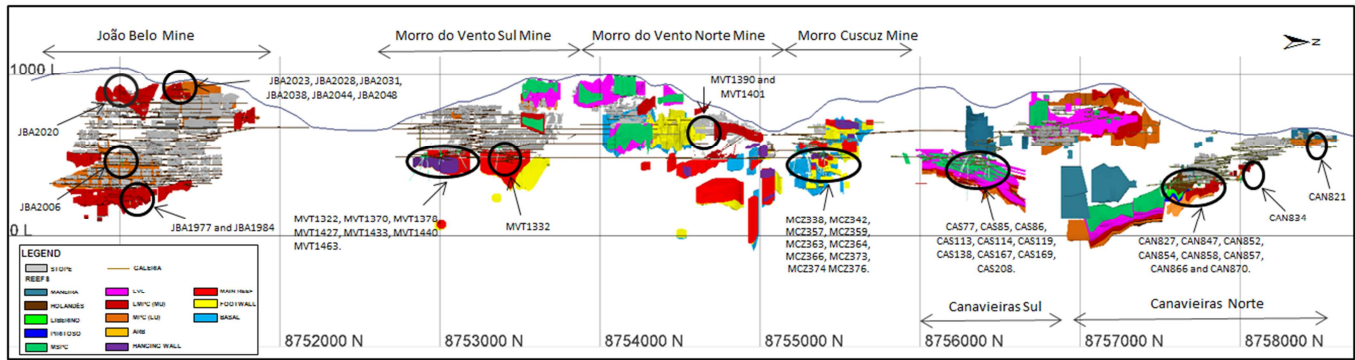 João Belo Mine
Morro do Vento Sul Mine
Morro do Vento Norte Mine
Morro Cuscuz Mine
N
1000 L
JBA2023, JBA2028, JBA2031,
JBA2038, JBA2044, JBA2048
MVT1390 and
MVT1401
JBA2020
JBA2006
JBA1977 and JBA1984
0 L
MVT1322, MVT1370, MVT1378
MVT1427, MVT1433, MVT1440
MVT1463.
MVT1332
MCZ338, MCZ342,
MCZ357, MCZ359,
MCZ363, MCZ364,
MCZ366, MCZ373,
MCZ374 MCZ376.
CAS77, CAS85, CAS86,
CAS113, CAS114, CAS119,
CAS138, CAS167, CAS169,
CAS208.
CAN827, CAN847, CAN852,
CAN854, CAN858, CAN857,
CAN866 and CAN870.
CAN834
CAN821
Canavieiras Sul
Canavieiras Norte
LEGEND
STOPE
GALERIA
REEFS
HOLANDÊS
LIBERINO
PIRITOSO
MSPC
LVL
LMPC (MU)
MPC (LU)
HANGING WALL
MAIN REEF
FOOTWALL
BASAL
8752000 N
8753000 N
8754000 N
8755000 N
8756000 N
8757000 N
8758000 N